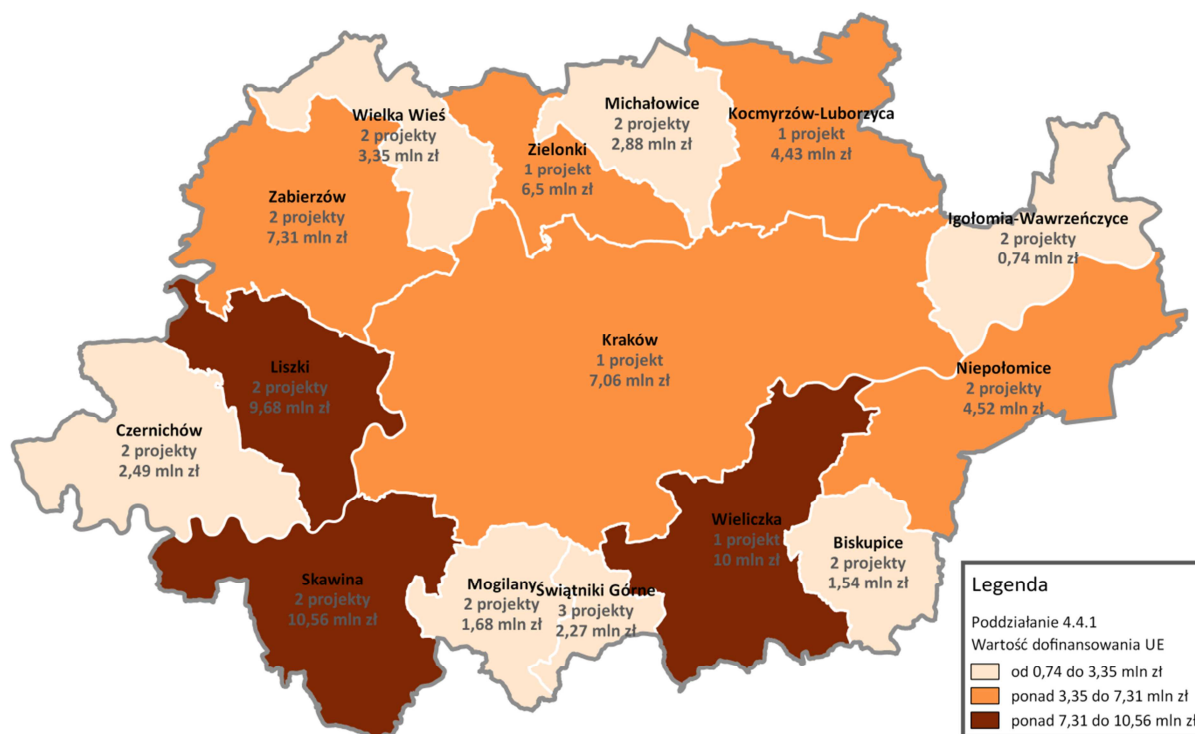 Wielka Wieś
2 projekty
3,35 mln zł
Michałowice
2 projekty
2,88 mln zł
Kocmyrzów-Luborzyca
1 projekt
4,43 mln zł
Zielonki
1 projekt
6,5 mln zł
Zabierzów
2 projekty
7,31 mln zł
Igołomia-Wawrzeńczyce
2 projekty
0,74 mln zł
Kraków
1 projekt
7,06 mln zł
Liszki
2 projekty
9,68 mln zł
Niepołomice
2 projekty
4,52 mln zł
Czernichów
2 projekty
2,49 mln zł
Wieliczka
1 projekt
10 mln zł
Biskupice
2 projekty
1,54 mln zł
Skawina
2 projekty
10,56 mln zł
Mogilany
2 projekty
1,68 mln zł
Świątniki Górne
3 projekty
2,27 mln zł
Legenda
Poddziałanie 4.4.1
Wartość dofinansowania UE
od 0,74 do 3,35 mln zł
ponad 3,35 do 7,31 mln zł
ponad 7,31 do 10,56 mln zł